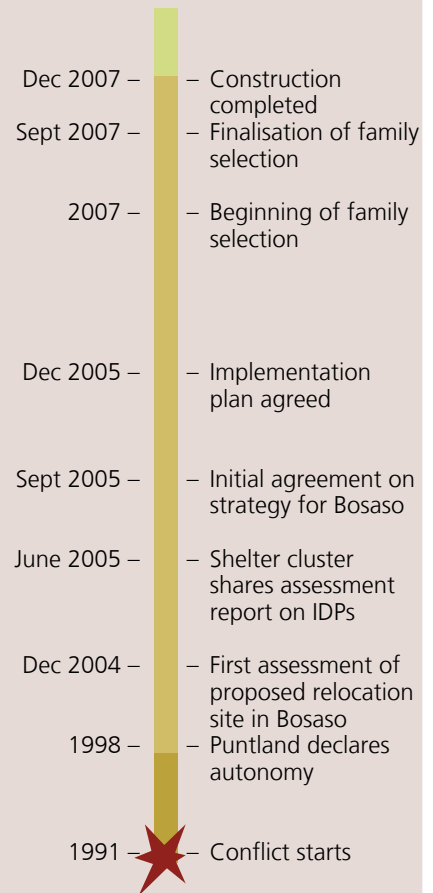 Dec 2007 – – Construction
completed
Sept 2007 – – Finalisation of family
selection
2007 – – Beginning of family
selection
Dec 2005 – – Implementation
plan agreed
Sept 2005 – – Initial agreement on
strategy for Bosaso
June 2005 – – Shelter cluster
shares assessment
report on IDPs
Dec 2004 – – First assessment of
proposed relocation
site in Bosaso
1998 – – Puntland declares
autonomy
1991 – – Conflict starts